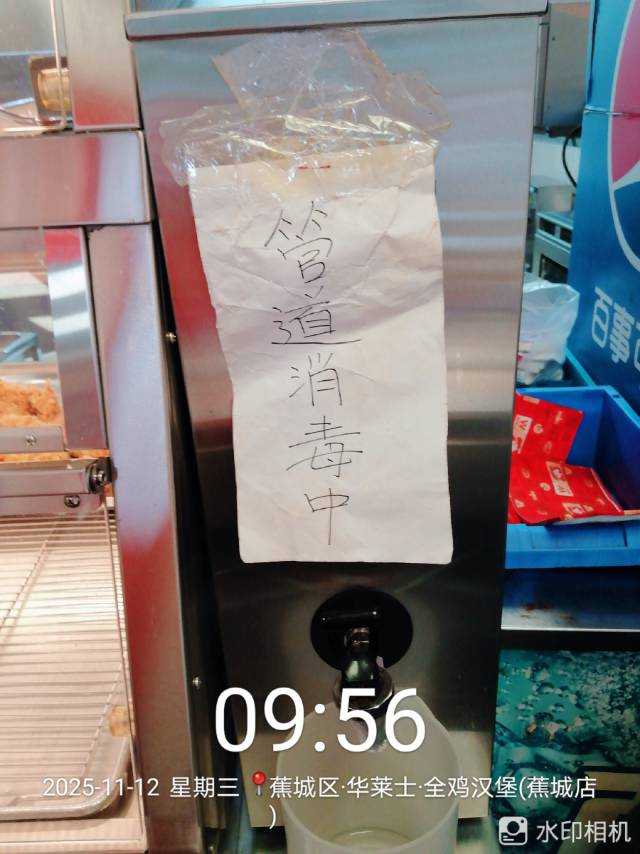 管道消毒中
百事可
09:56
2025-11-12 星期三 📍蕉城区·华莱士·全鸡汉堡(蕉城店
)
水印相机